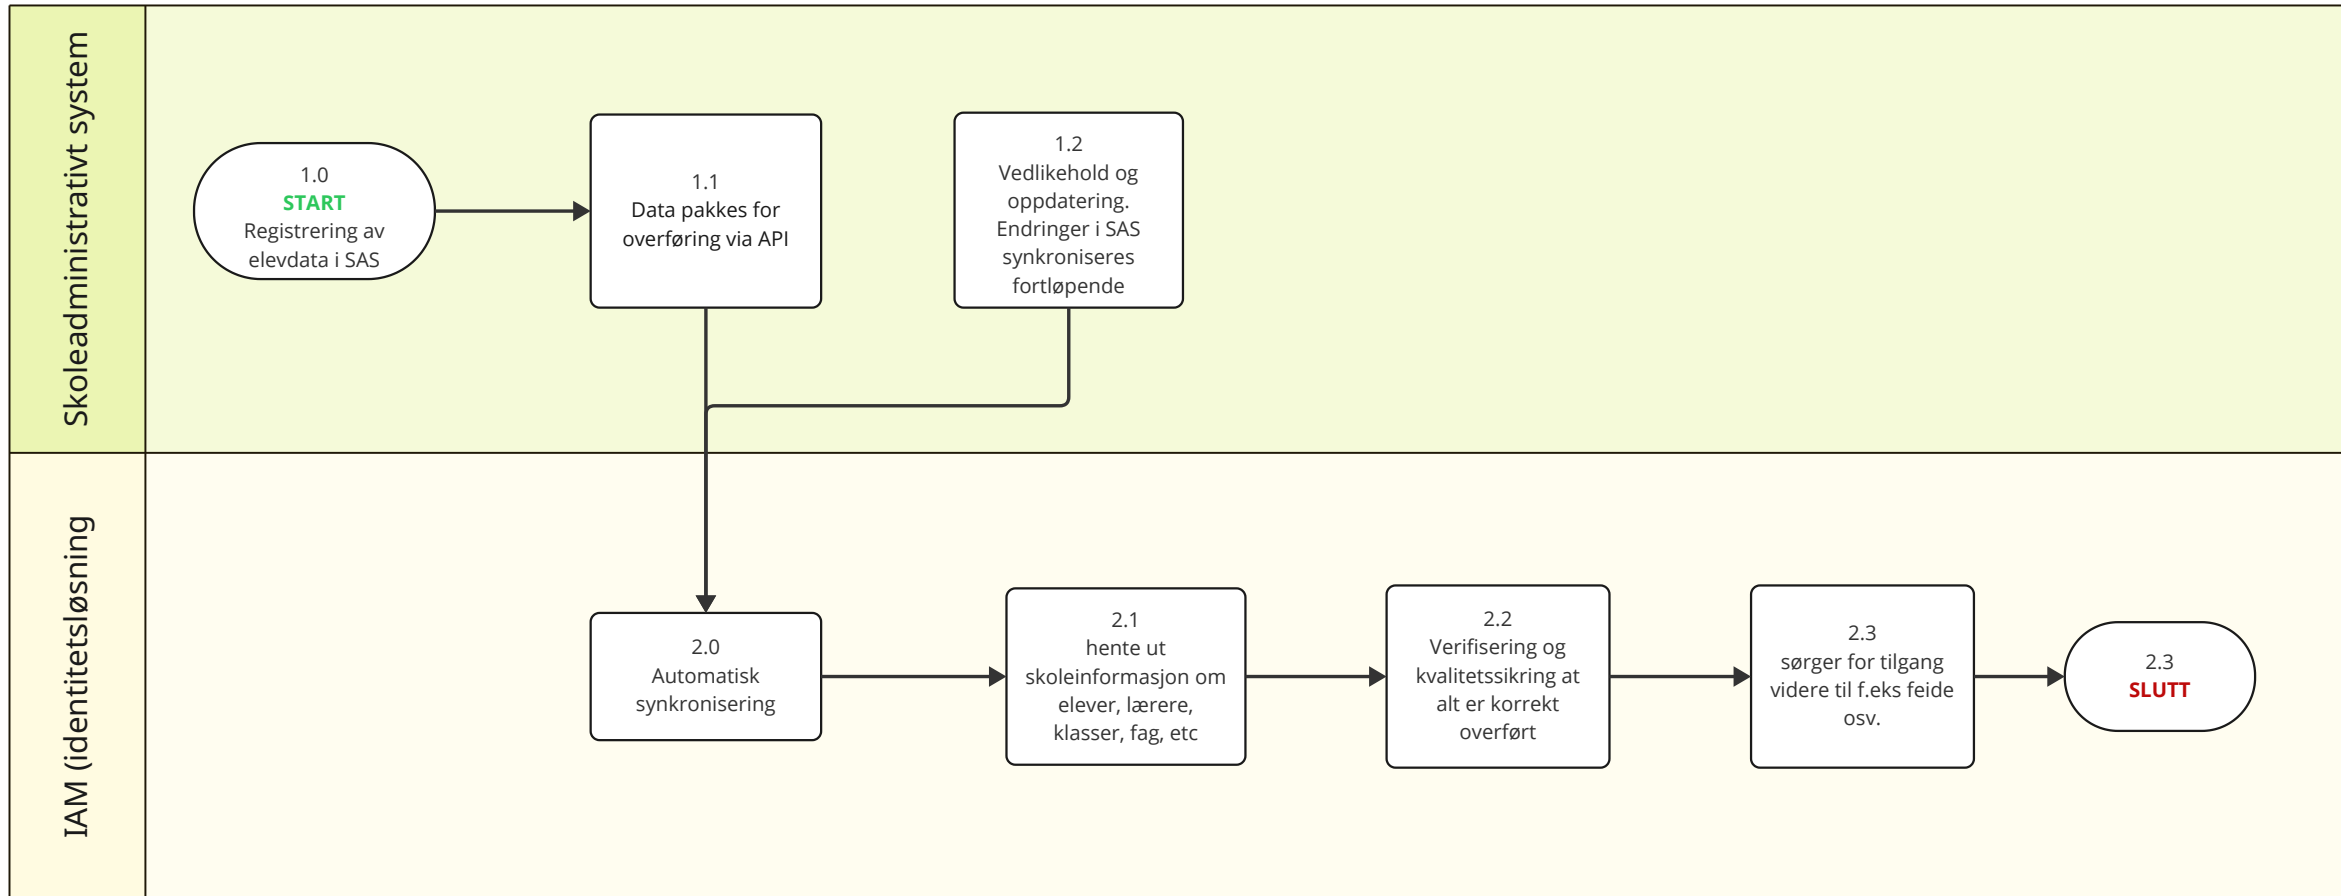 Skoleadministrativt system
1.0
START
Registrering av
elevdata i SAS
1.1
Data pakkes for
overføring via API
1.2
Vedlikehold og
oppdatering.
Endringer i SAS
synkroniseres
fortløpende
IAM (identitetsløsning
2.0
Automatisk
synkronisering
2.1
hente ut
skoleinformasjon om
elever, lærere,
klasser, fag, etc
2.2
Verifisering og
kvalitetssikring at
alt er korrekt
overført
2.3
sørger for tilgang
videre til f.eks feide
osv.
2.3
SLUTT